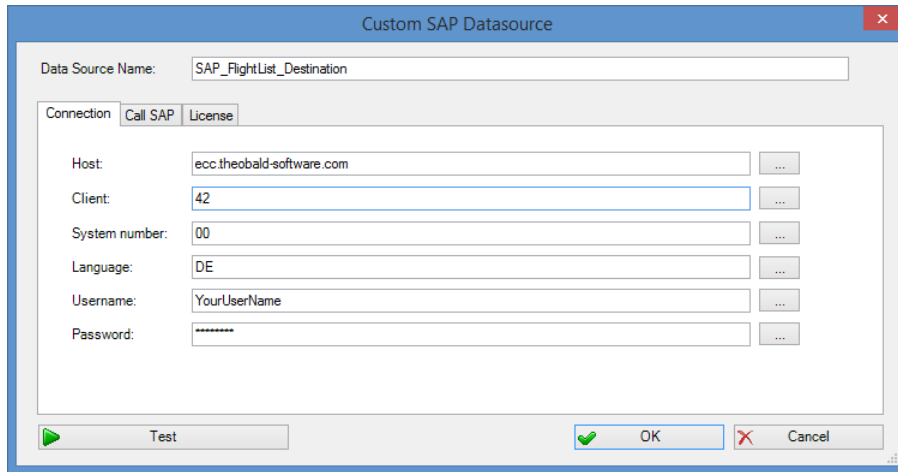 Custom SAP Datasource
Data Source Name: SAP_FlightList_Destination
Connection Call SAP License
Host: ecc.theobald-software.com ...
Client: 42 ...
System number: 00 ...
Language: DE ...
Username: YourUserName ...
Password: ******** ...
Test OK Cancel